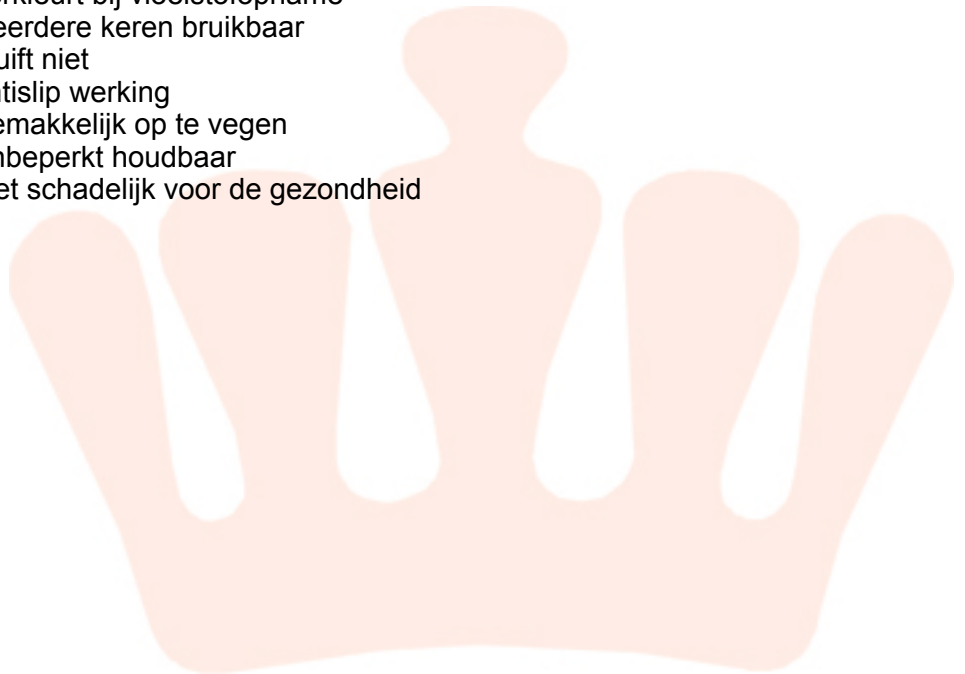 bij vloeistofopname
eerdere keren bruikbaar
uift niet
ntislip werking
emakkelijk op te vegen
nbeperkt houdbaar
et schadelijk voor de gezondheid